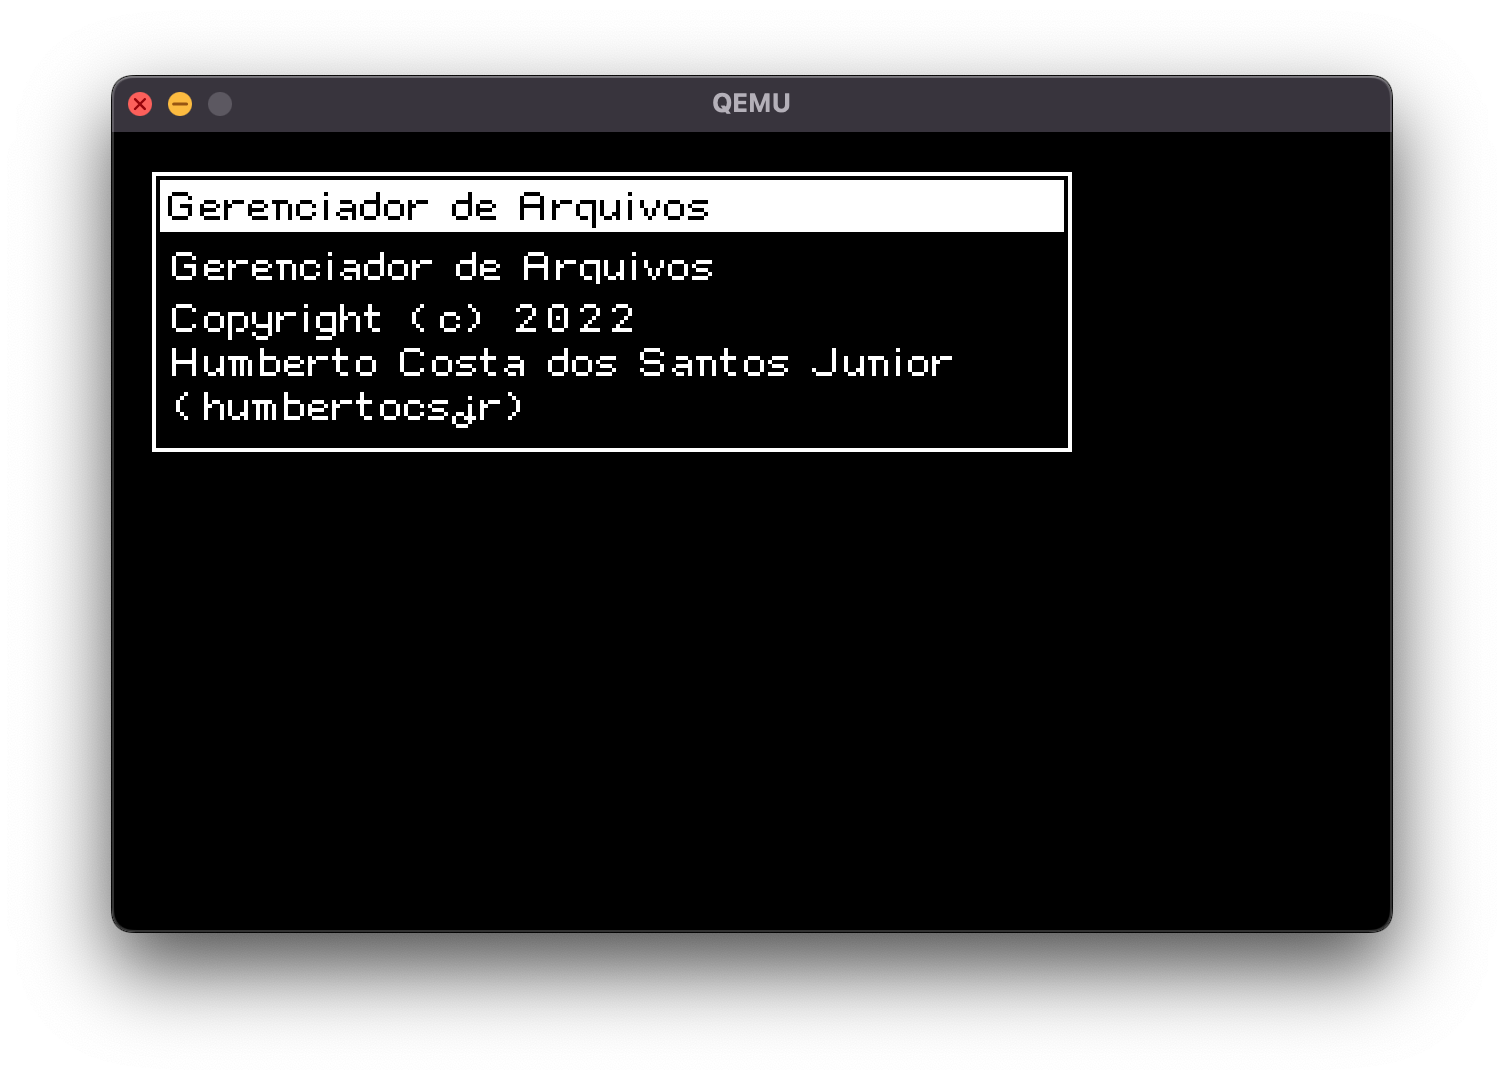 QEMU
Gerenciador de Arquivos
Gerenciador de Arquivos
Copyright (c) 2022
Humberto Costa dos Santos Junior
(humbertocsjr)